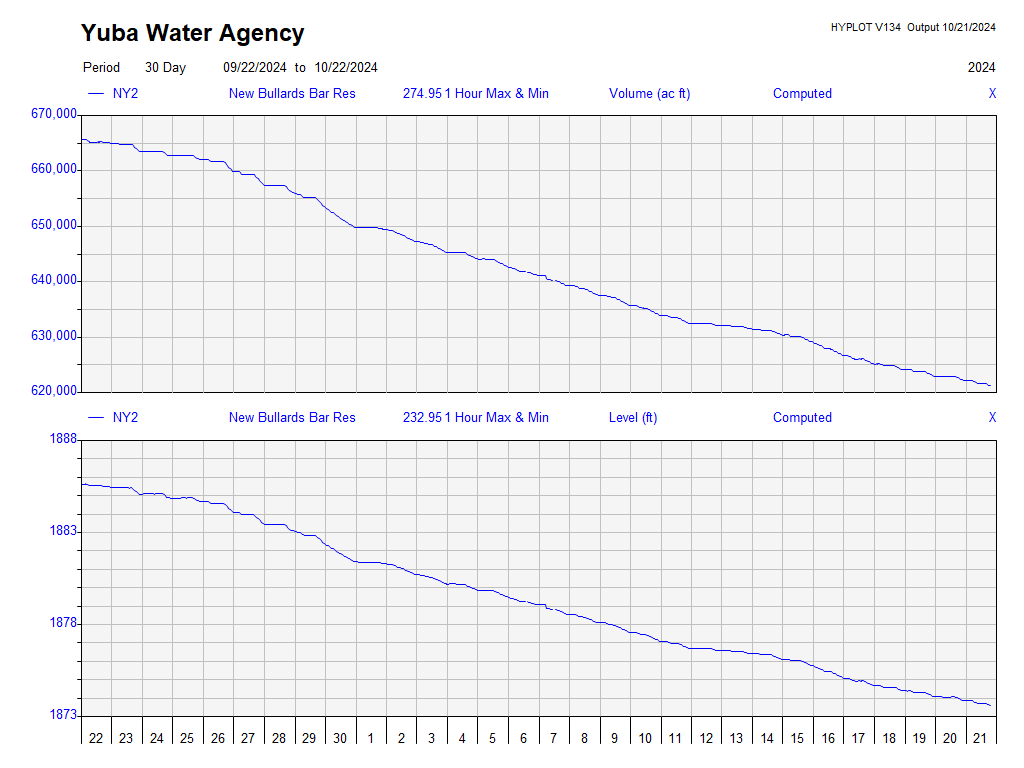 Yuba Water Agency
HYPLOT V134 Output 10/21/2024
Period 30 Day 09/22/2024 to 10/22/2024 2024
NY2 New Bullards Bar Res 274.95 1 Hour Max & Min Volume (ac ft) Computed X
670,000
660,000
650,000
640,000
630,000
620,000
NY2 New Bullards Bar Res 232.95 1 Hour Max & Min Level (ft) Computed X
1888
1883
1878
1873
22 23 24 25 26 27 28 29 30 1 2 3 4 5 6 7 8 9 10 11 12 13 14 15 16 17 18 19 20 21